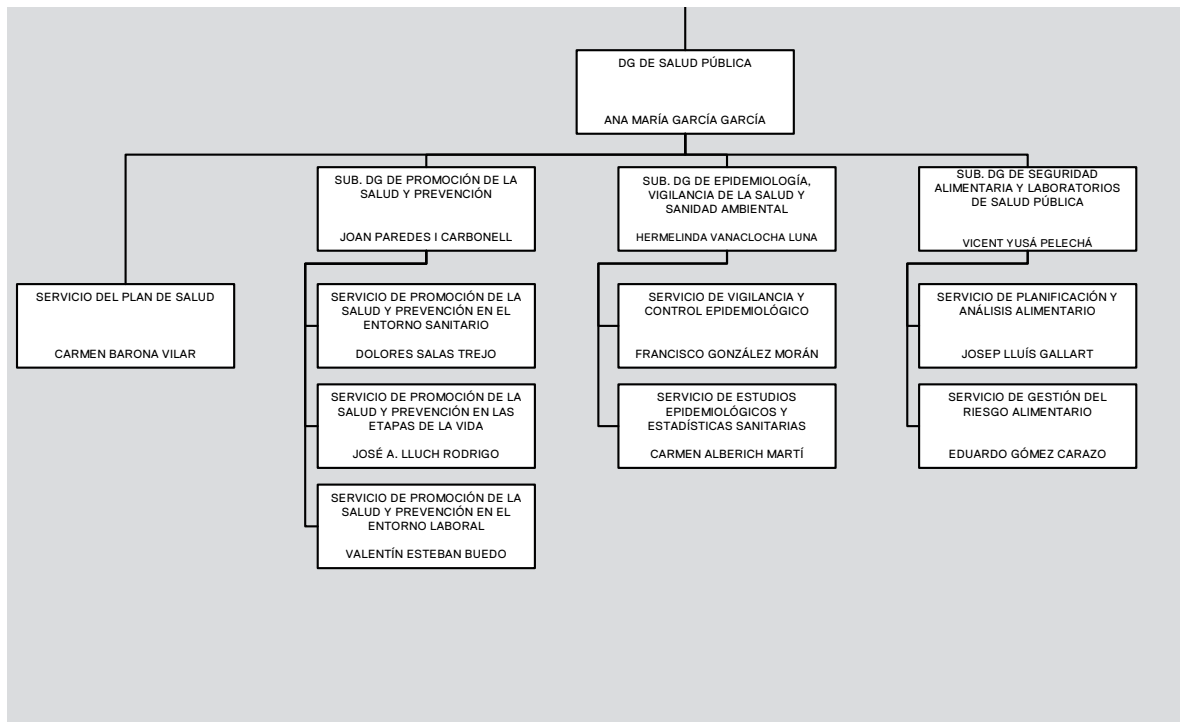 DG DE SALUD PÚBLICA
ANA MARÍA GARCÍA GARCÍA
SERVICIO DEL PLAN DE SALUD
CARMEN BARONA VILAR
SUB. DG DE PROMOCIÓN DE LA
SALUD Y PREVENCIÓN
JOAN PAREDES I CARBONELL
SERVICIO DE PROMOCIÓN DE LA
SALUD Y PREVENCIÓN EN EL
ENTORNO SANITARIO
DOLORES SALAS TREJO
SERVICIO DE PROMOCIÓN DE LA
SALUD Y PREVENCIÓN EN LAS
ETAPAS DE LA VIDA
JOSÉ A. LLUCH RODRIGO
SERVICIO DE PROMOCIÓN DE LA
SALUD Y PREVENCIÓN EN EL
ENTORNO LABORAL
VALENTÍN ESTEBAN BUEDO
SUB. DG DE EPIDEMIOLOGÍA,
VIGILANCIA DE LA SALUD Y
SANIDAD AMBIENTAL
HERMELINDA VANACLOCHA LUNA
SERVICIO DE VIGILANCIA Y
CONTROL EPIDEMIOLÓGICO
FRANCISCO GONZÁLEZ MORÁN
SERVICIO DE ESTUDIOS
EPIDEMIOLÓGICOS Y
ESTADÍSTICAS SANITARIAS
CARMEN ALBERICH MARTÍ
SUB. DG DE SEGURIDAD
ALIMENTARIA Y LABORATORIOS
DE SALUD PÚBLICA
VICENT YUSÁ PELECHÁ
SERVICIO DE PLANIFICACIÓN Y
ANÁLISIS ALIMENTARIO
JOSEP LLUÍS GALLART
SERVICIO DE GESTIÓN DEL
RIESGO ALIMENTARIO
EDUARDO GÓMEZ CARAZO